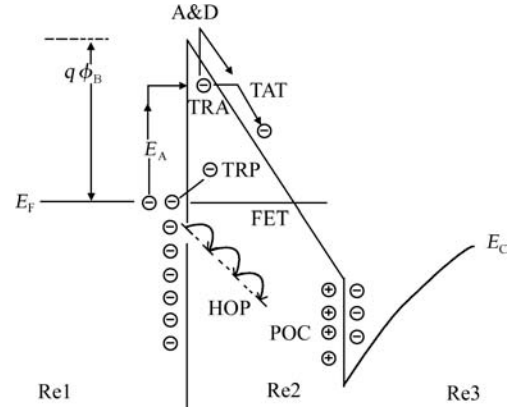 A&D
qϕB
TAT
TRA
EA
TRP
EF
FET
EC
HOP
POC
Re1
Re2
Re3